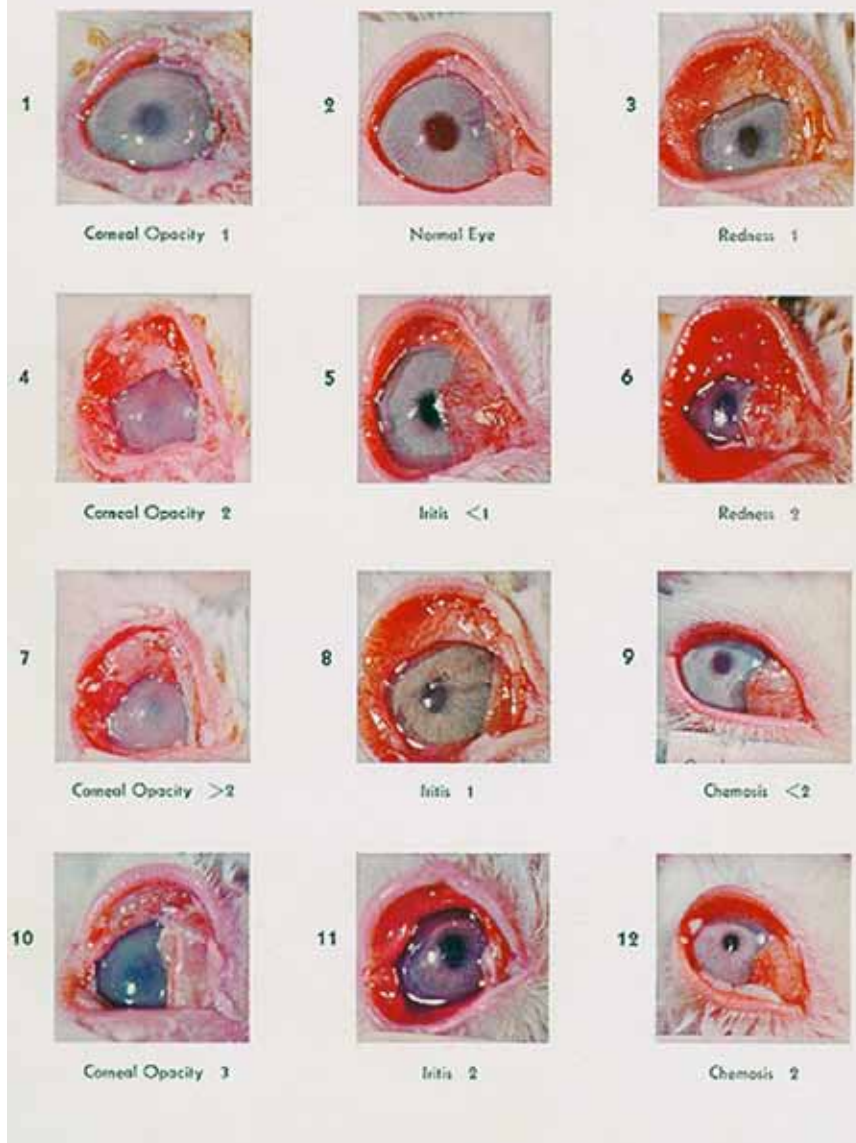 1
2
3
Corneal Opacity 1
Normal Eye
Redness 1
4
5
6
Corneal Opacity 2
Iritis <1
Redness 2
7
8
9
Corneal Opacity >2
Iritis 1
Chemosis <2
10
11
12
Corneal Opacity 3
Iritis 2
Chemosis 2